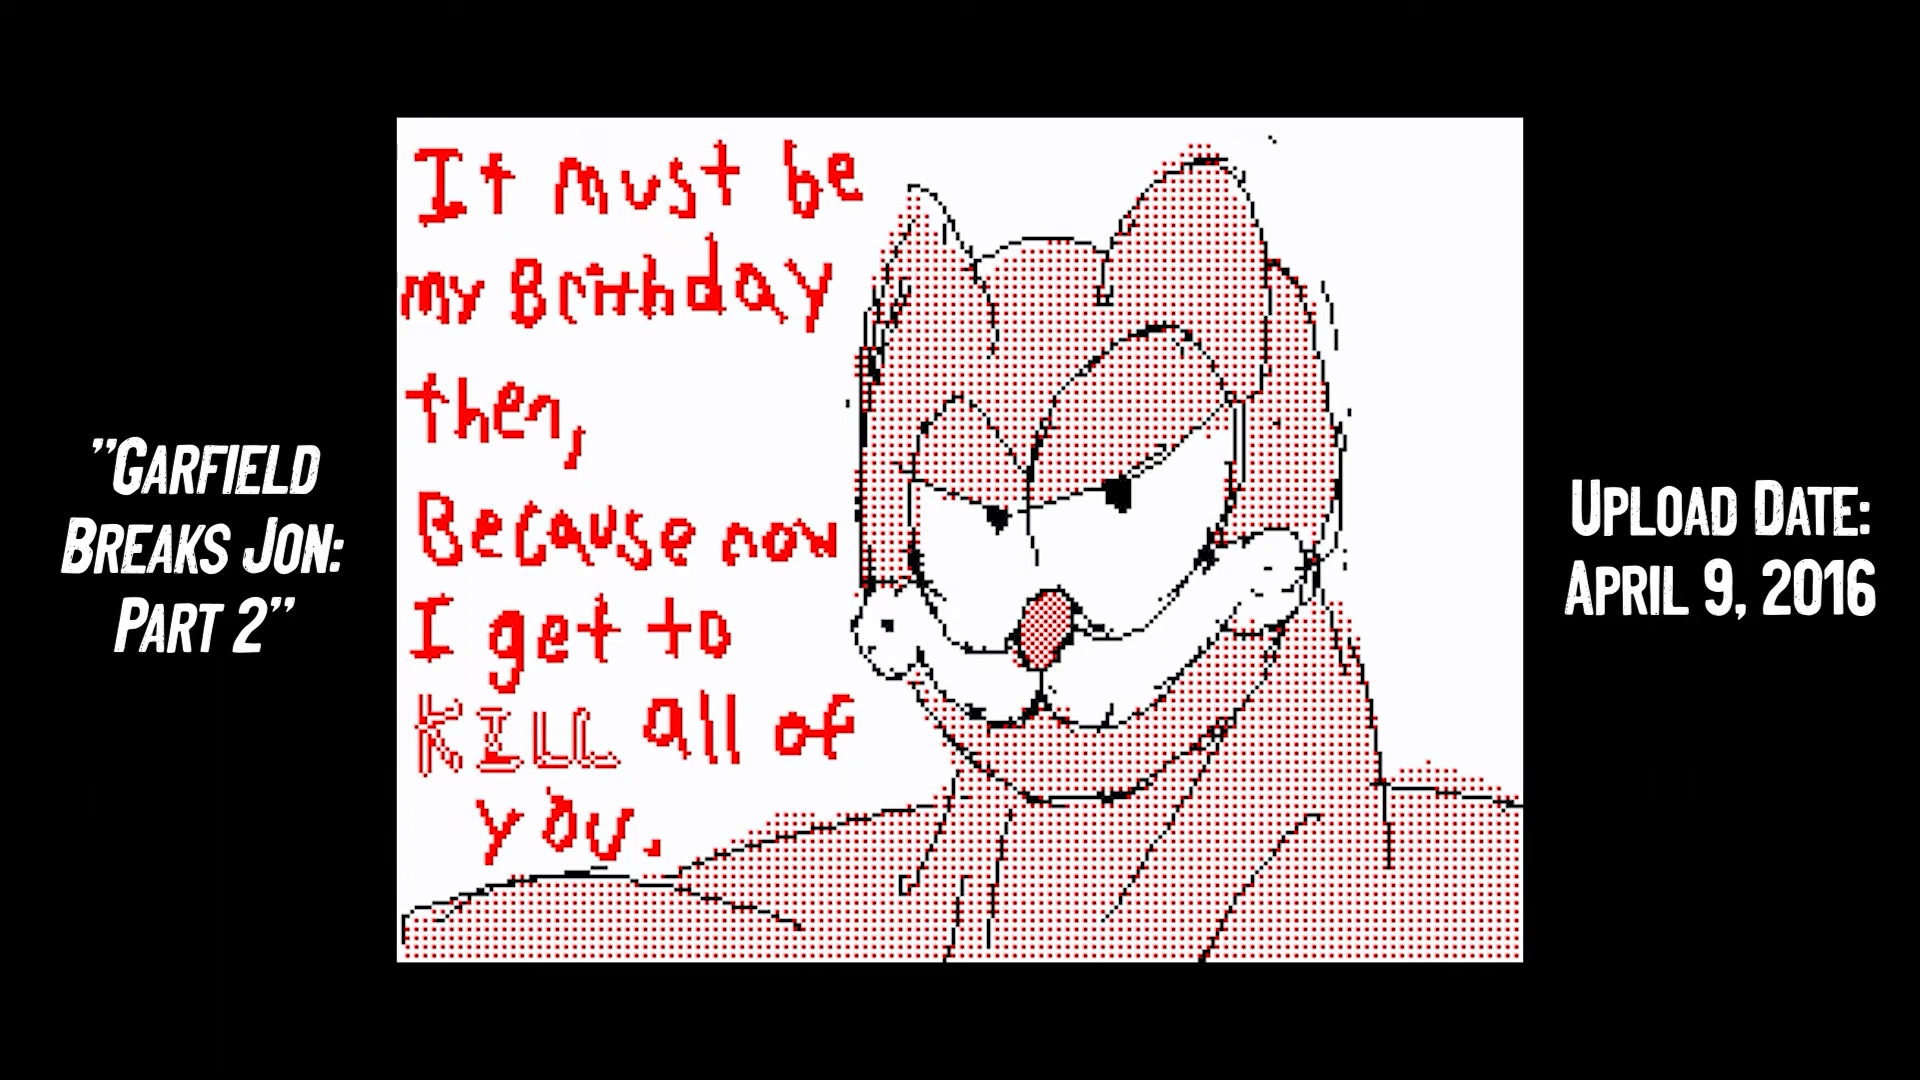 "GARFIELD
BREAKS JON:
PART 2"
It must be
my Brithday
then,
Because now
I get to
KILL all of
you.
UPLOAD DATE:
APRIL 9, 2016